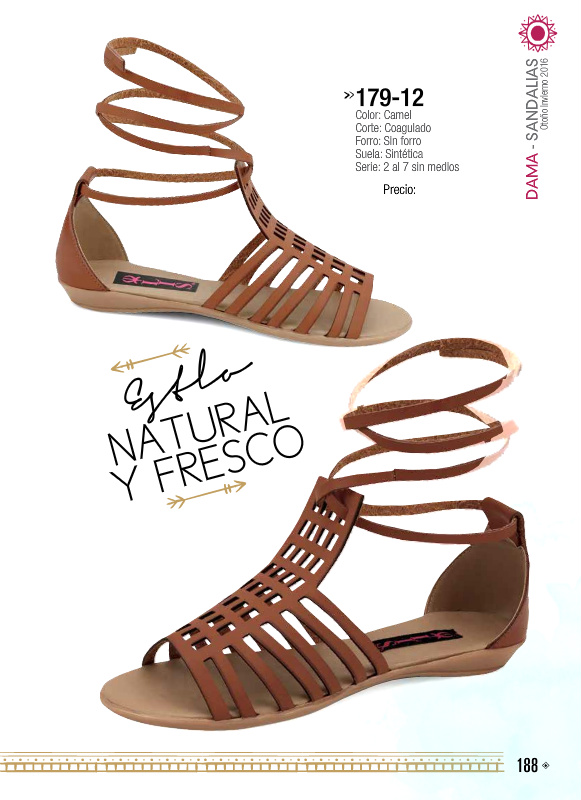 179-12
Color: Camel
Corte: Coagulado
Forro: Sin forro
Suela: Sintética
Serie: 2 al 7 sin medios
Precio:
DAMA - SANDALIAS
Otoño Invierno 2016
Estilo
NATURAL
Y FRESCO
188